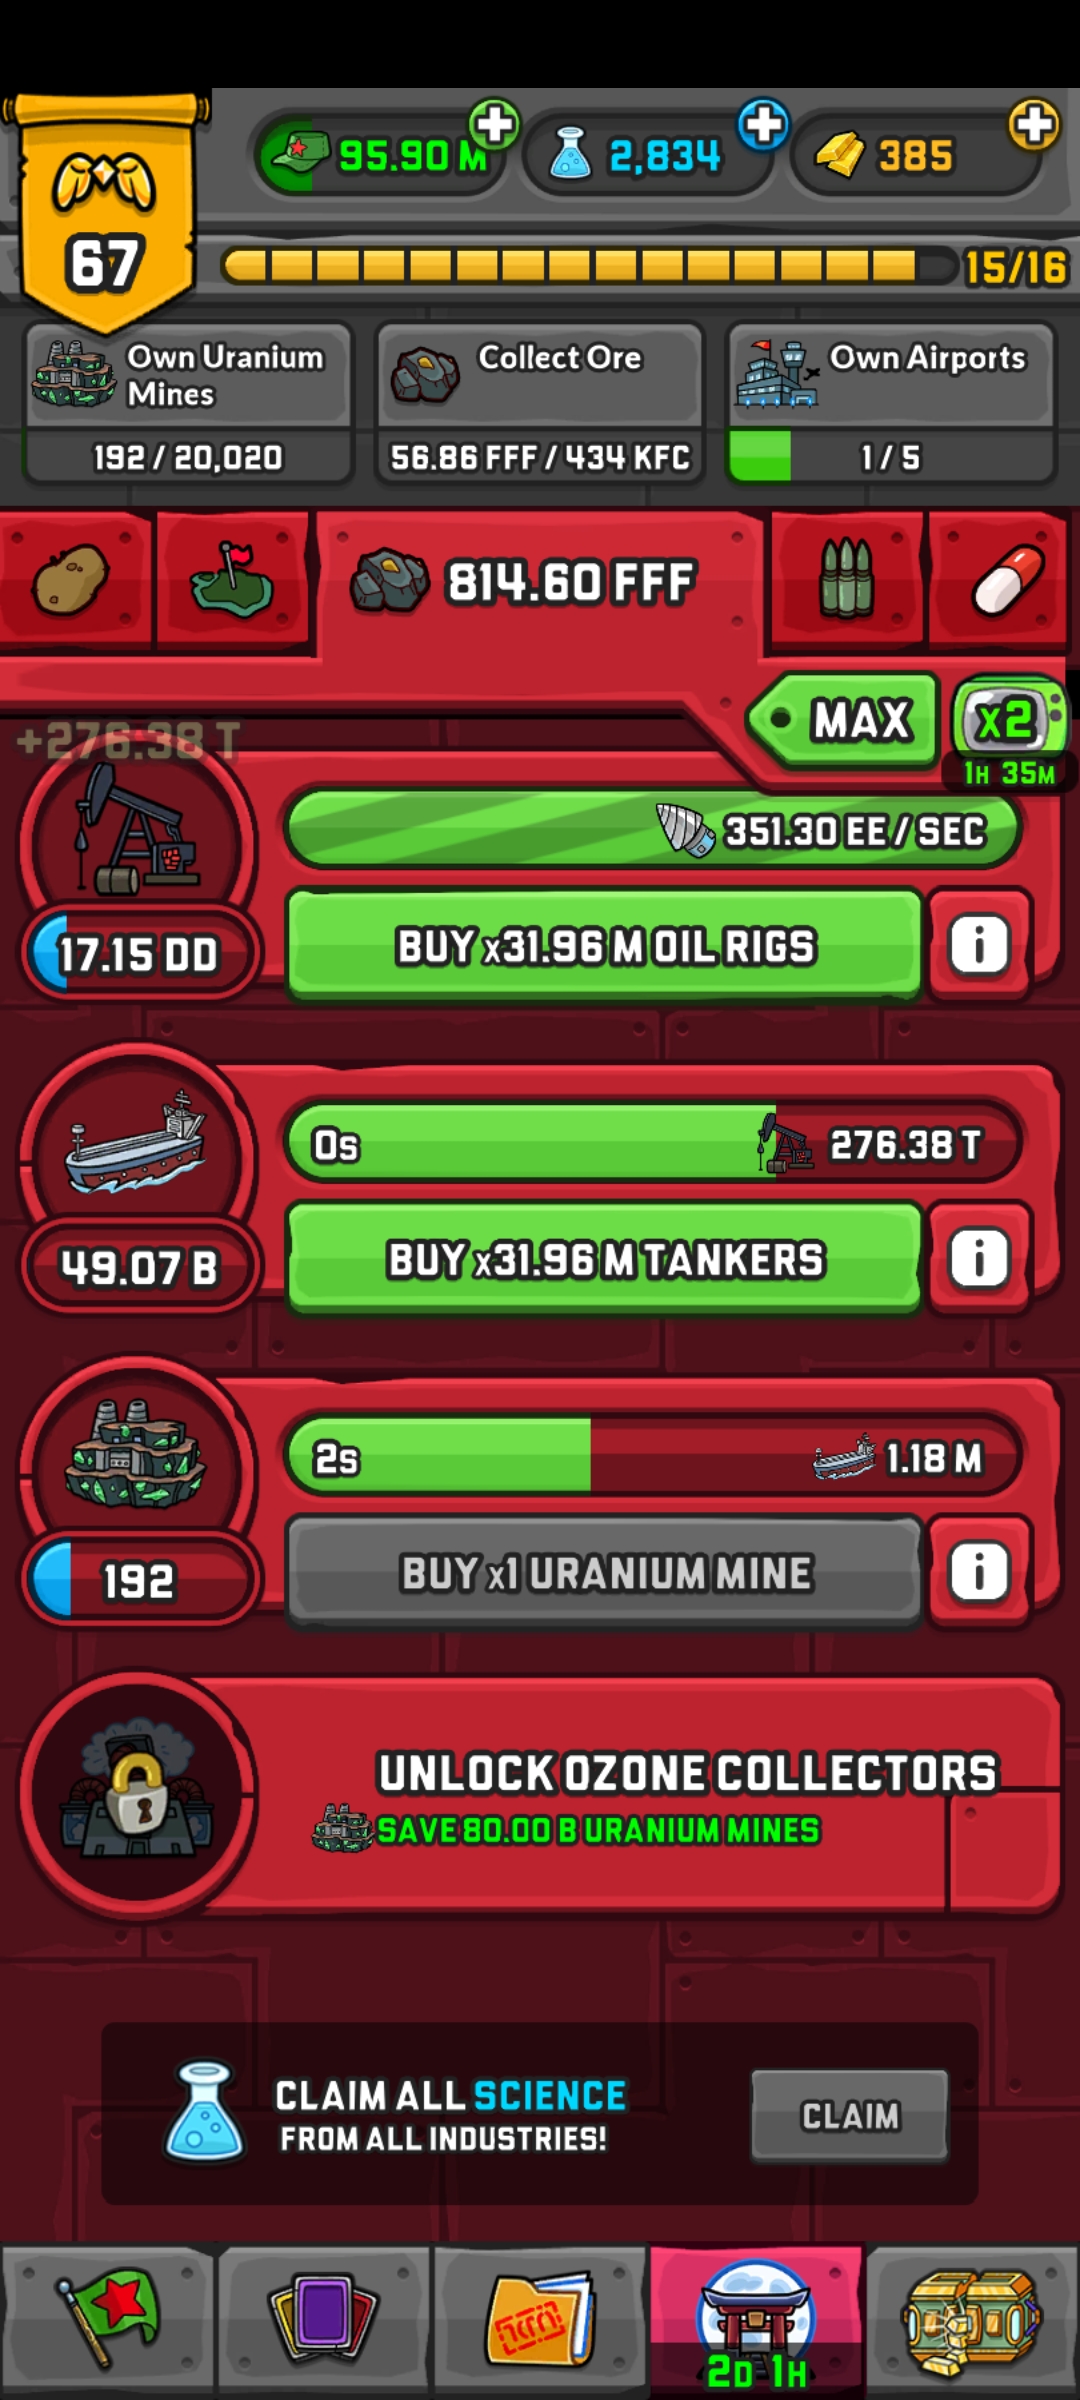 95.90 M
2,834
385
67
15/16
Own Uranium
Mines
192 / 20,020
Collect Ore
56.86 FFF / 434 KFC
Own Airports
1 / 5
814.60 FFF
MAX
x2
1H 35M
+276.38 T
351.30 EE / SEC
17.15 DD
BUY x31.96 M OIL RIGS
i
0s
276.38 T
49.07 B
BUY x31.96 M TANKERS
i
2s
1.18 M
192
BUY x1 URANIUM MINE
i
UNLOCK OZONE COLLECTORS
SAVE 80.00 B URANIUM MINES
CLAIM ALL SCIENCE
FROM ALL INDUSTRIES!
CLAIM
2D 1H